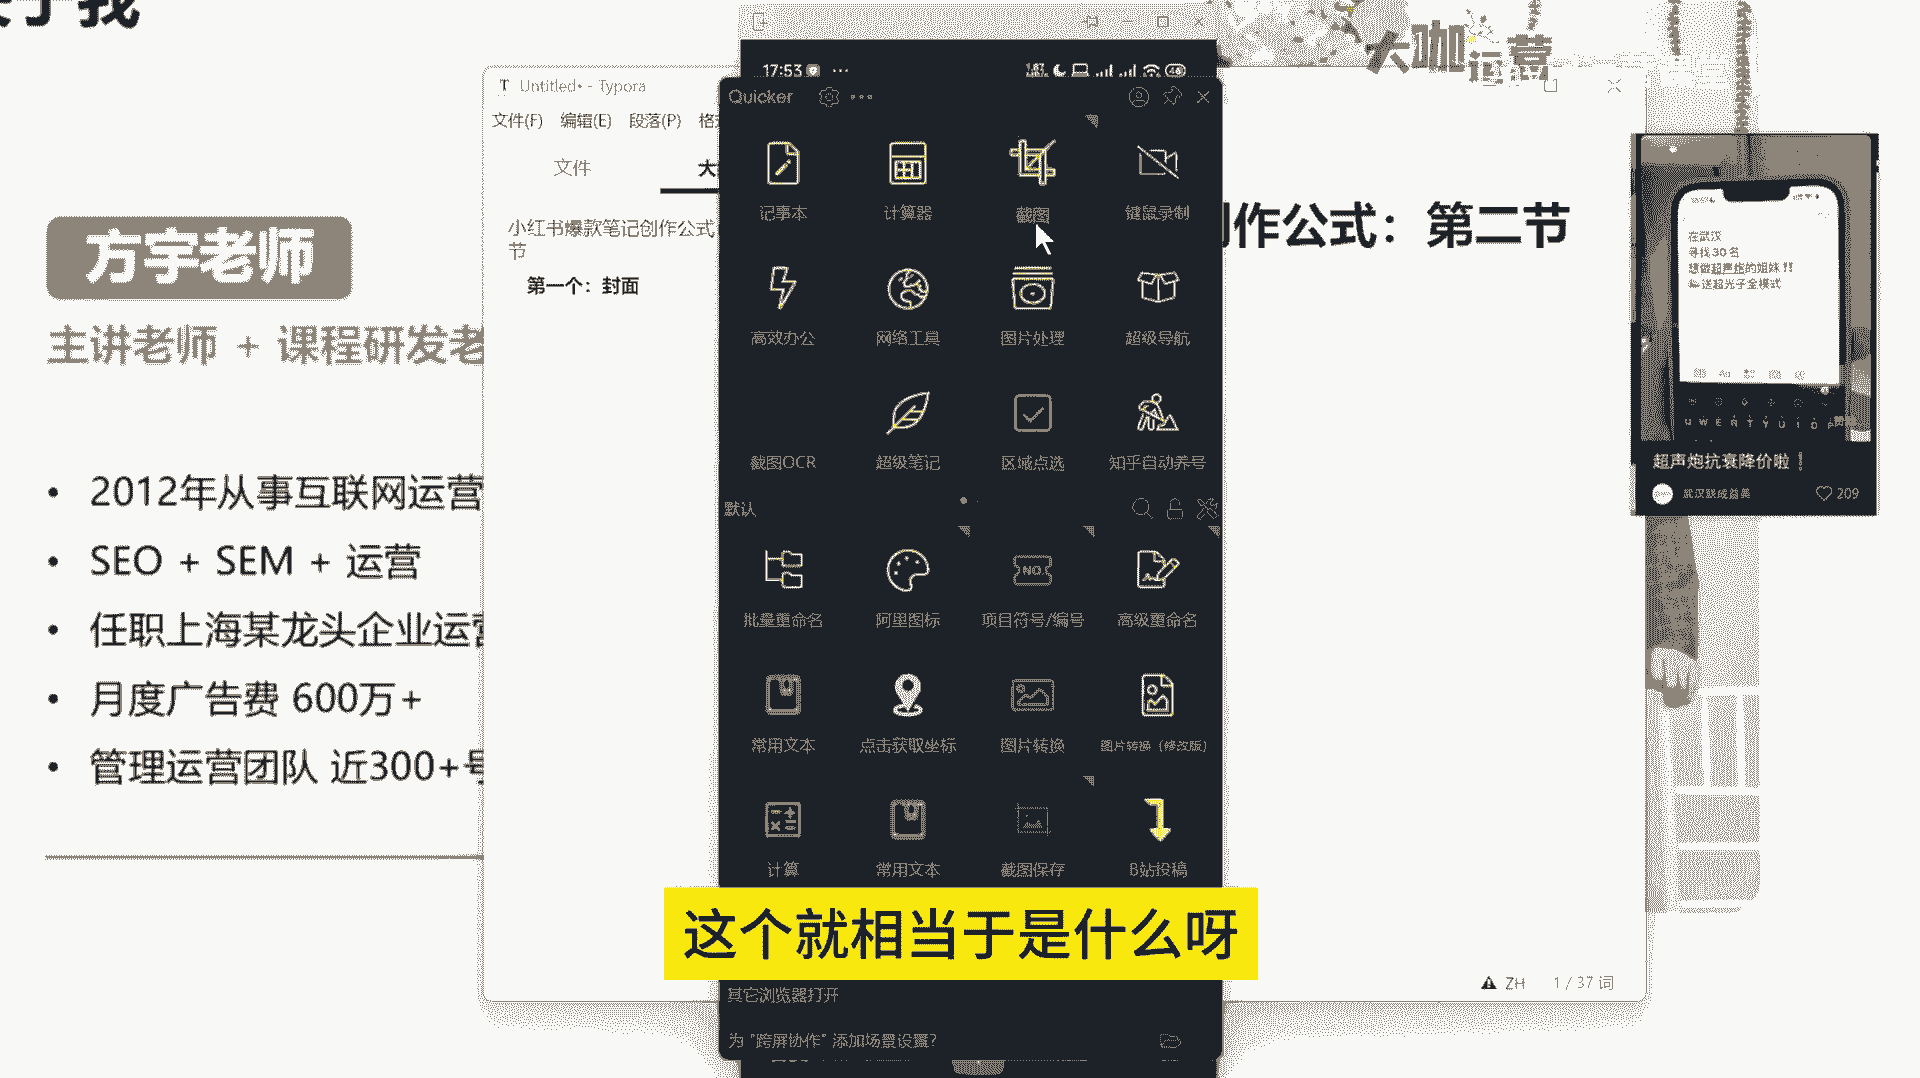 关于我
大咖
运营
方宇老师
主讲老师 + 课程研发老
• 2012年从事互联网运营
• SEO + SEM + 运营
• 任职上海某龙头企业运营
• 月度广告费 600万+
• 管理运营团队 近300+号
Untitled• - Typora
文件(F) 编辑(E) 段落(P) 格式
文件
大
小红书爆款笔记创作公式
节
第一个：封面
创作公式：第二节
ZH 1 / 37 词
17:53
Quicker
记事本 计算器 截图 键鼠录制
高效办公 网络工具 图片处理 超级导航
截图OCR 超级笔记 区域点选 知乎自动养号
默认
NO.
批量重命名 阿里图标 项目符号/编号 高级重命名
常用文本 点击获取坐标 图片转换 图片转换（修改版）
计算 常用文本 截图保存 B站投稿
这个就相当于是什么呀
其它浏览器打开
为 "跨屏协作" 添加场景设置?
在武汉
寻找30名
想做超声炮的姐妹!!
送超光子全模式
超声炮抗衰降价啦！
209